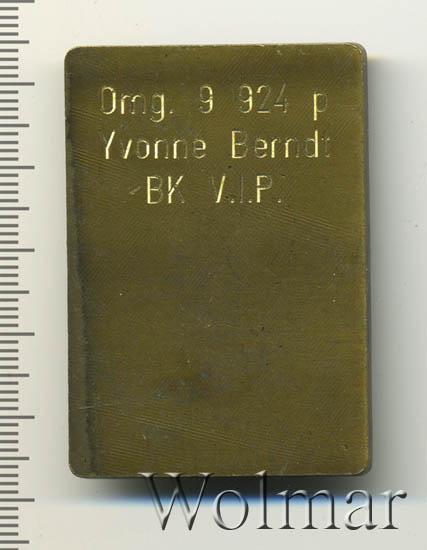 Omg. 9 924 p
Yvonne Berndt
BK V.I.P.
Wolmar